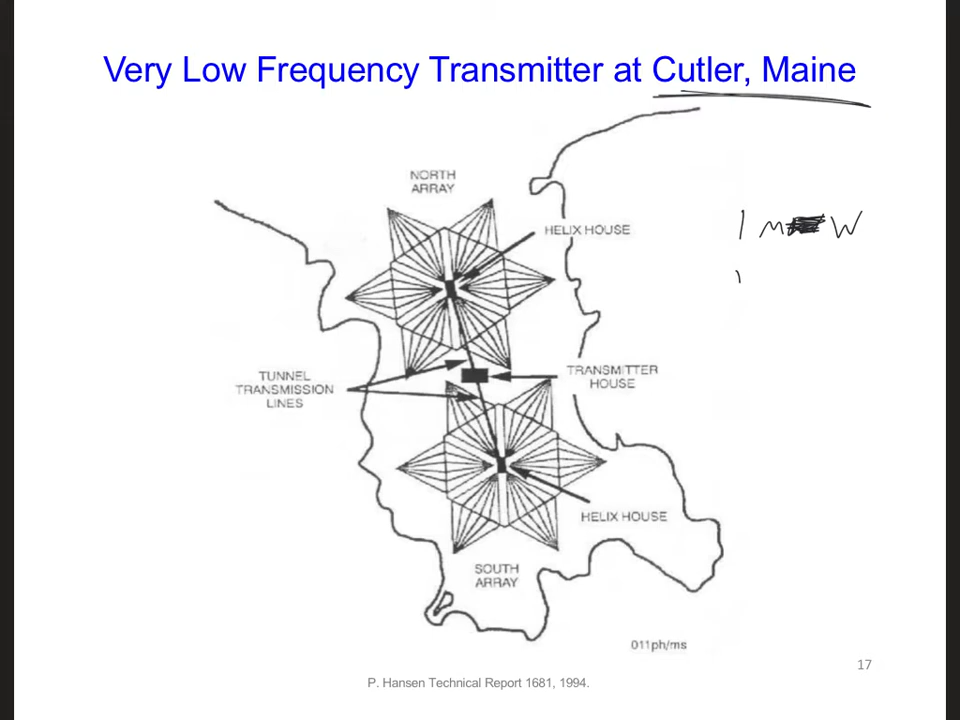 Very Low Frequency Transmitter at Cutler, Maine
NORTH
ARRAY
HELIX HOUSE
1 M W
TRANSMITTER
HOUSE
TUNNEL
TRANSMISSION
LINES
HELIX HOUSE
SOUTH
ARRAY
011ph/ms
17
P. Hansen Technical Report 1681, 1994.